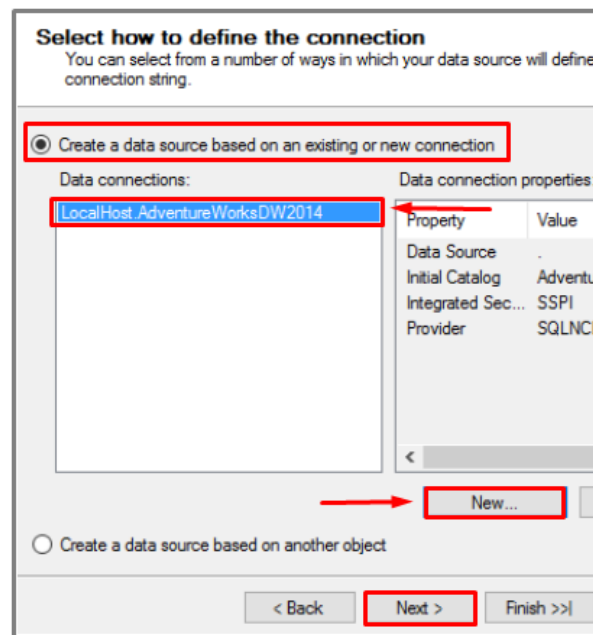 Select how to define the connection
You can select from a number of ways in which your data source will define
connection string.
Create a data source based on an existing or new connection
Data connections:
Data connection properties:
LocalHost.AdventureWorksDW2014
Property Value
Data Source .
Initial Catalog Adventu
Integrated Sec... SSPI
Provider SQLNCL
New...
Create a data source based on another object
< Back Next > Finish >>|